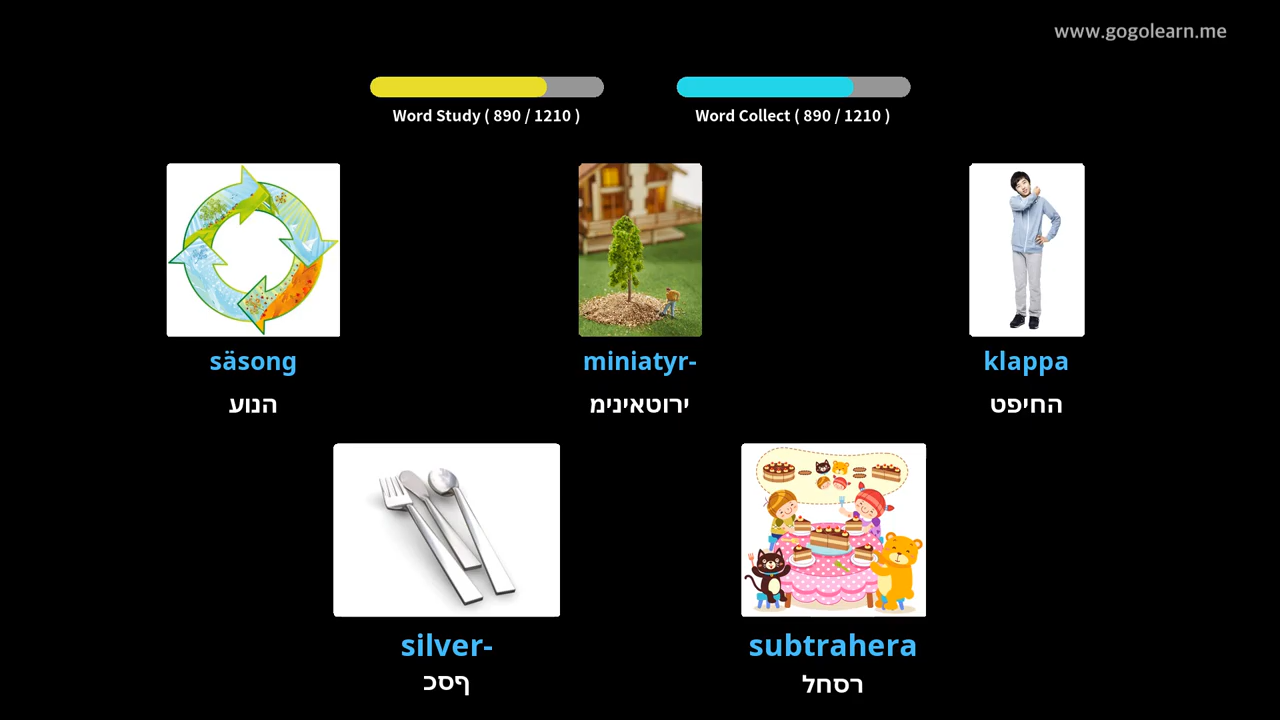 www.gogolearn.me
Word Study ( 890 / 1210 )
Word Collect ( 890 / 1210 )
säsong
הנוע
miniatyr-
ירוטאינימ
klappa
החיפט
silver-
ףסכ
subtrahera
רסחל